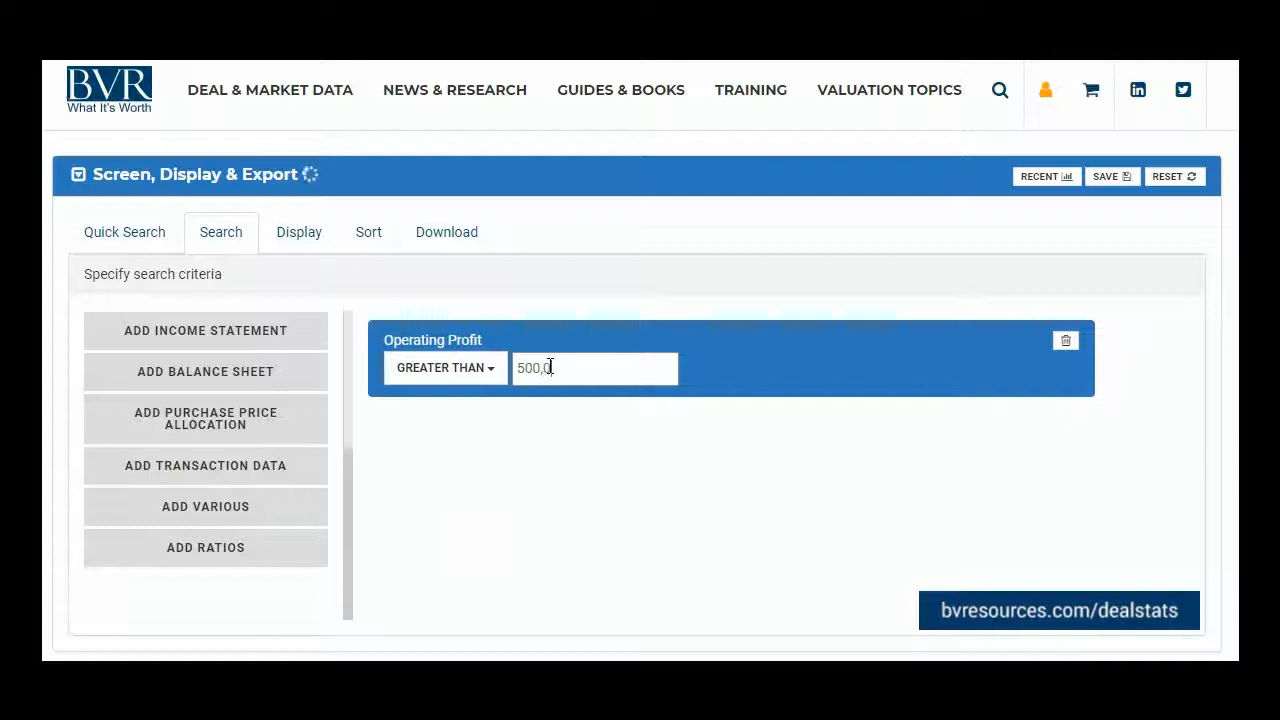 BVR
What It's Worth
DEAL & MARKET DATA
NEWS & RESEARCH
GUIDES & BOOKS
TRAINING
VALUATION TOPICS
Screen, Display & Export
RECENT
SAVE
RESET
Quick Search
Search
Display
Sort
Download
Specify search criteria
ADD INCOME STATEMENT
ADD BALANCE SHEET
ADD PURCHASE PRICE
ALLOCATION
ADD TRANSACTION DATA
ADD VARIOUS
ADD RATIOS
Operating Profit
GREATER THAN
500,0
bvresources.com/dealstats